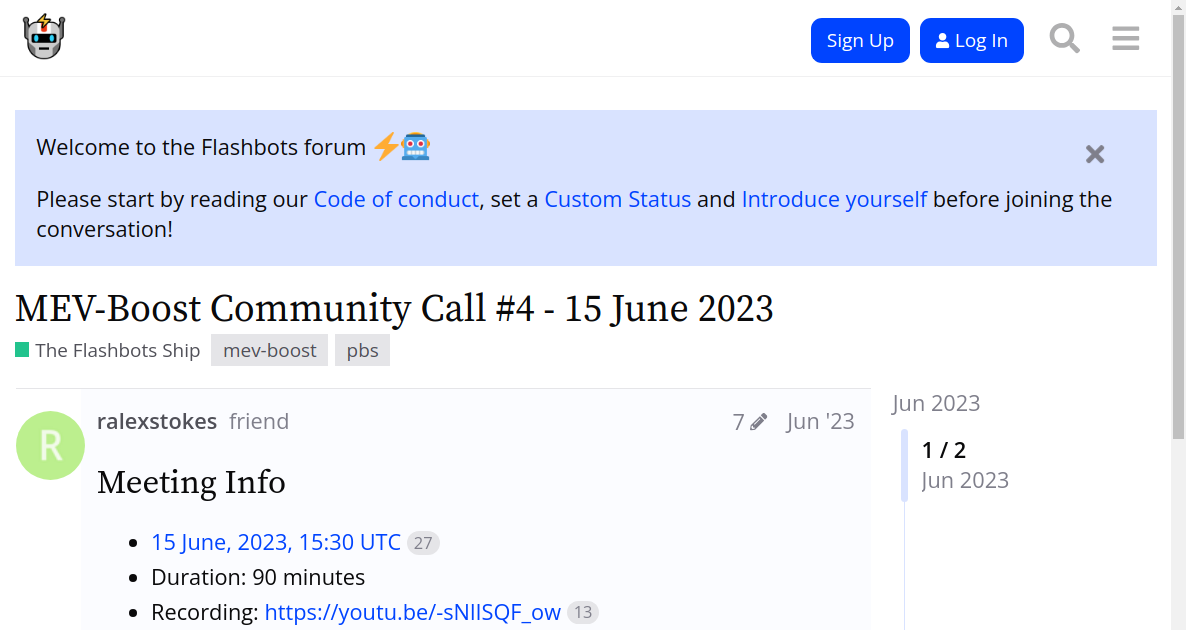 Sign Up
Log In
Welcome to the Flashbots forum
Please start by reading our Code of conduct, set a Custom Status and Introduce yourself before joining the
conversation!
MEV-Boost Community Call #4 - 15 June 2023
The Flashbots Ship mev-boost pbs
Jun 2023
R
ralexstokes friend 7 Jun '23
1 / 2
Jun 2023
Meeting Info
15 June, 2023, 15:30 UTC 27
Duration: 90 minutes
Recording: https://youtu.be/-sNIISQF_ow 13